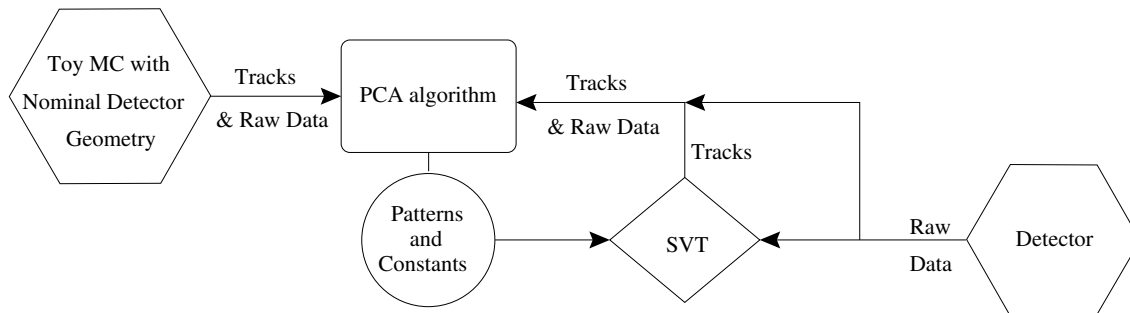 Toy MC with
Nominal Detector
Geometry
Tracks
& Raw Data
PCA algorithm
Tracks
& Raw Data
Tracks
Patterns
and
Constants
SVT
Raw
Data
Detector